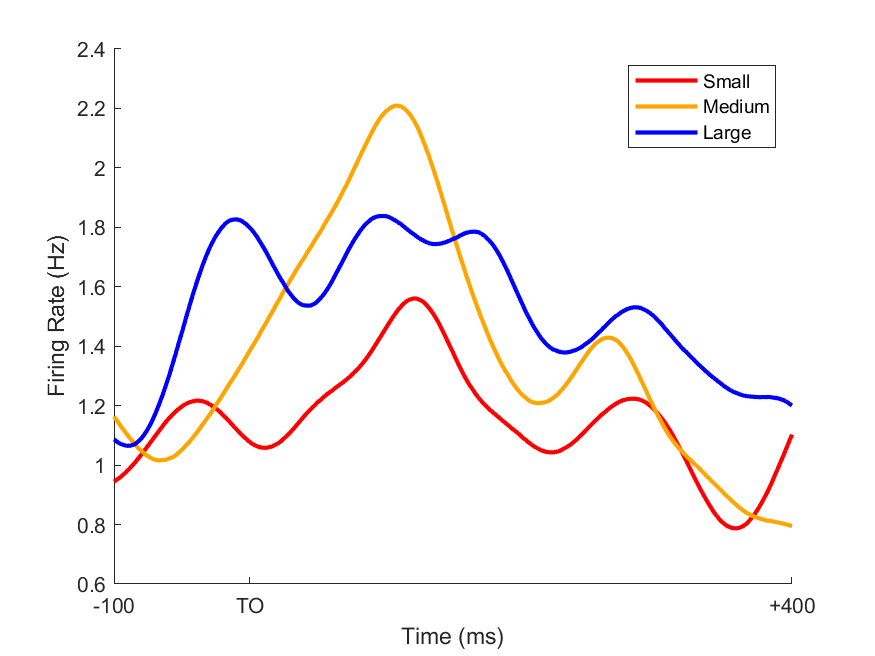 2.4
2.2
2
1.8
1.6
1.4
1.2
1
0.8
0.6
Firing Rate (Hz)
Small
Medium
Large
-100
TO
+400
Time (ms)